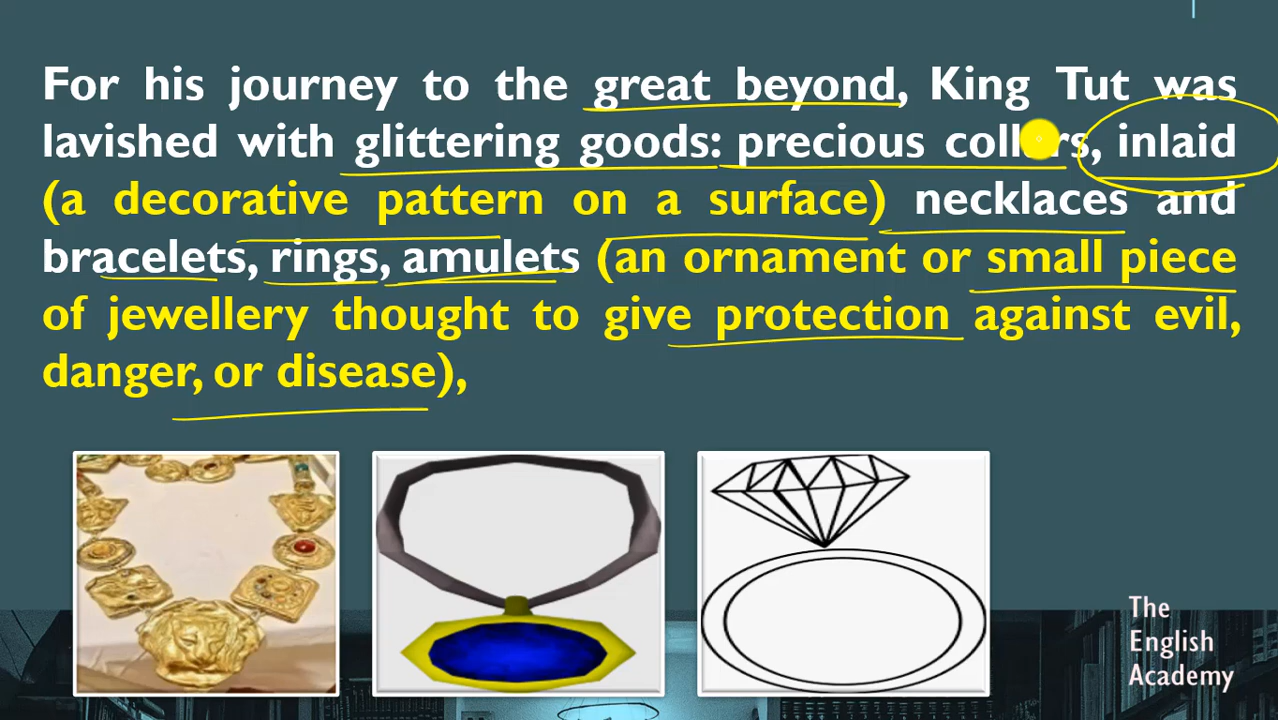 For his journey to the great beyond, King Tut was
lavished with glittering goods: precious collars, inlaid
(a decorative pattern on a surface) necklaces and
bracelets, rings, amulets (an ornament or small piece
of jewellery thought to give protection against evil,
danger, or disease),
The
English
Academy